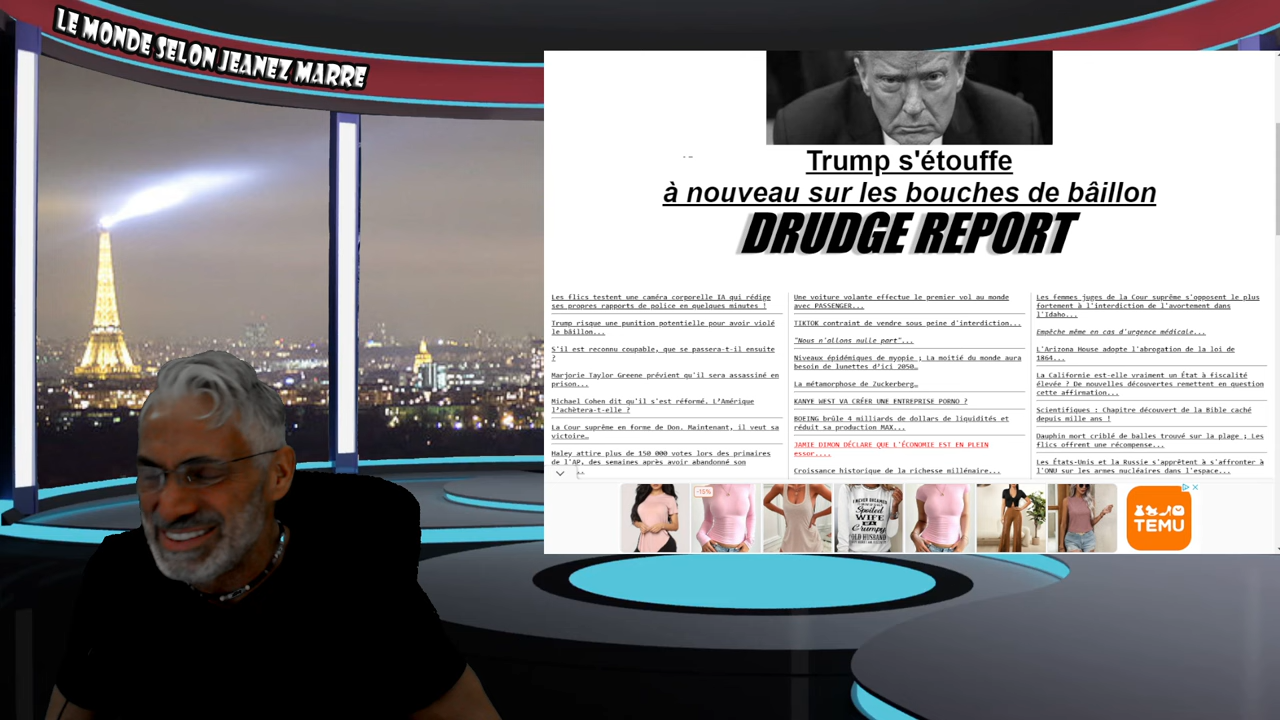 LE MONDE SELON JEANEZ MARRE
Trump s'étouffe
à nouveau sur les bouches de bâillon
DRUDGE REPORT
Les flics testent une caméra corporelle IA qui rédige
ses propres rapports de police en quelques minutes !
Trump risque une punition potentielle pour avoir violé
le bâillon...
S'il est reconnu coupable, que se passera-t-il ensuite
?
Marjorie Taylor Greene prévient qu'il sera assassiné en
prison...
Michael Cohen dit qu'il s'est réformé. L'Amérique
l'achètera-t-elle ?
La Cour suprême en forme de Don. Maintenant, il veut sa
victoire…
Haley attire plus de 150 000 votes lors des primaires
de l'AP, des semaines après avoir abandonné son
Une voiture volante effectue le premier vol au monde
avec PASSENGER...
TIKTOK contraint de vendre sous peine d'interdiction...
"Nous n'allons nulle part"...
Niveaux épidémiques de myopie ; La moitié du monde aura
besoin de lunettes d'ici 2050…
La métamorphose de Zuckerberg…
KANYE WEST VA CRÉER UNE ENTREPRISE PORNO ?
BOEING brûle 4 milliards de dollars de liquidités et
réduit sa production MAX...
JAMIE DIMON DÉCLARE QUE L'ÉCONOMIE EST EN PLEIN
essor....
Croissance historique de la richesse millénaire...
Les femmes juges de la Cour suprême s'opposent le plus
fortement à l'interdiction de l'avortement dans
l'Idaho...
Empêche même en cas d'urgence médicale...
L'Arizona House adopte l'abrogation de la loi de
1864...
La Californie est-elle vraiment un État à fiscalité
élevée ? De nouvelles découvertes remettent en question
cette affirmation...
Scientifiques : Chapitre découvert de la Bible caché
depuis mille ans !
Dauphin mort criblé de balles trouvé sur la plage ; Les
flics offrent une récompense...
Les États-Unis et la Russie s'apprêtent à s'affronter à
l'ONU sur les armes nucléaires dans l'espace...
-15%
I NEVER DREAMED
Spoiled
WIFE
Grumpy
OLD HUSBAND
TEMU